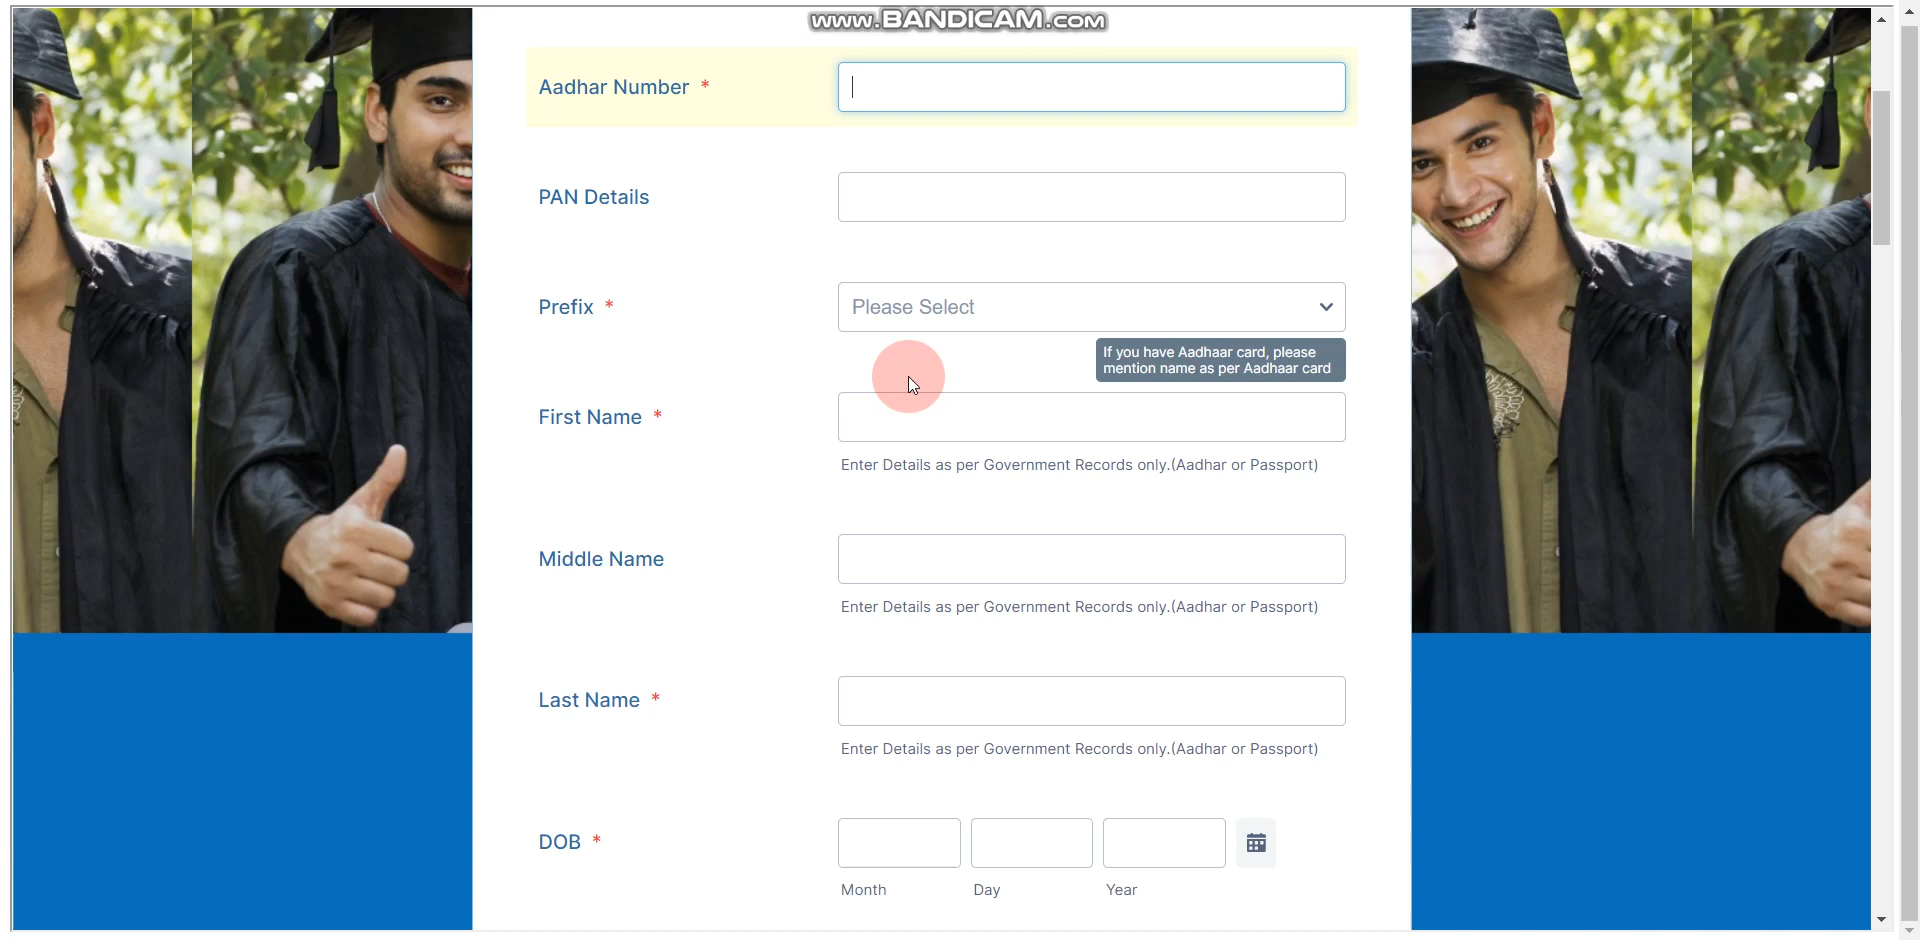 www.BANDICAM.com
Aadhar Number *
PAN Details
Prefix *
Please Select
If you have Aadhaar card, please
mention name as per Aadhaar card
First Name *
Enter Details as per Government Records only.(Aadhar or Passport)
Middle Name
Enter Details as per Government Records only.(Aadhar or Passport)
Last Name *
Enter Details as per Government Records only.(Aadhar or Passport)
DOB *
Month Day Year